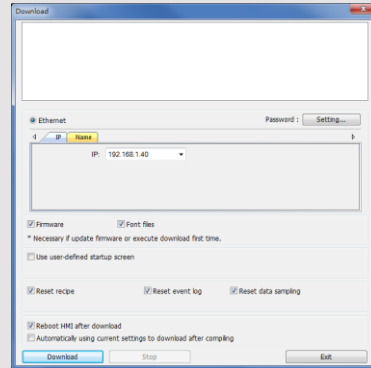 Download
Ethernet
Password : Setting...
IP Name
IP: 192.168.1.40
Firmware Font files
* Necessary if update firmware or execute download first time.
Use user-defined startup screen
Reset recipe Reset event log Reset data sampling
Reboot HMI after download
Automatically using current settings to download after compiling
Download Stop Exit